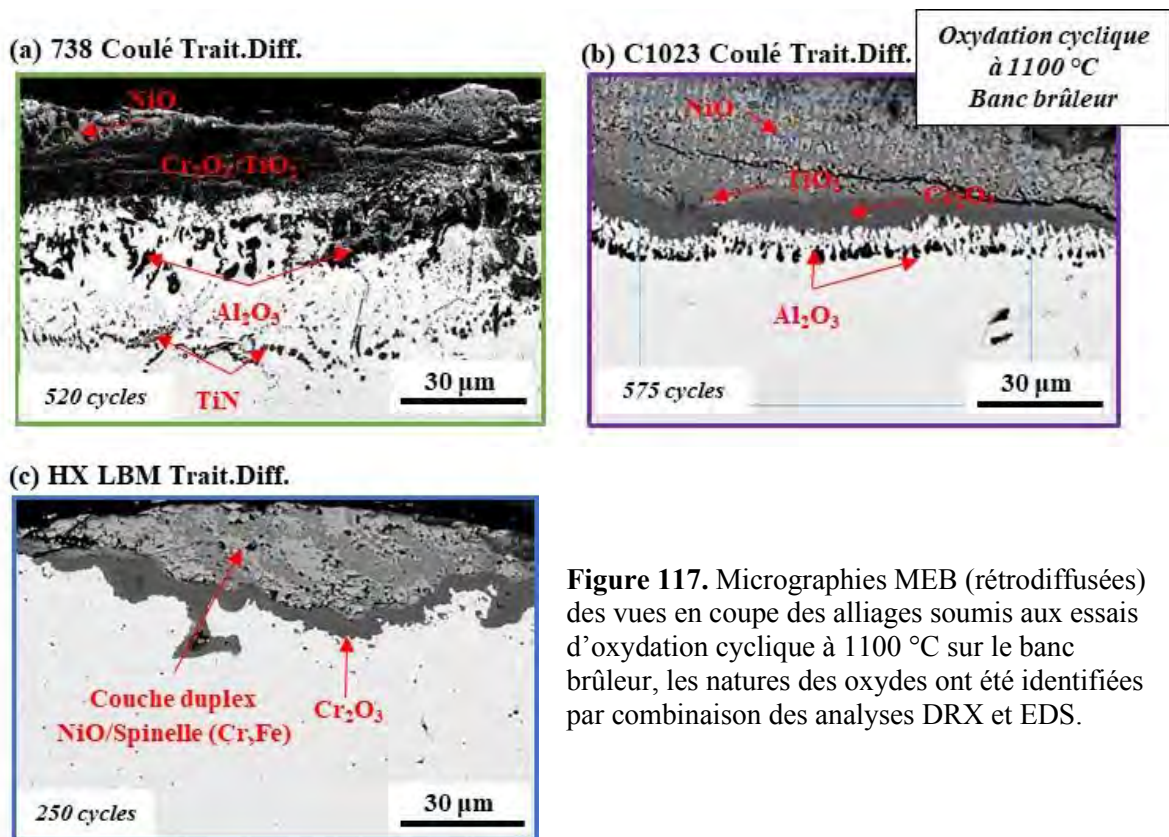 (a) 738 Coulé Trait.Diff.
NiO
Cr₂O₃/TiO₂
Al₂O₃
TiN
520 cycles
30 µm
(b) C1023 Coulé Trait.Diff.
Oxydation cyclique
à 1100 °C
Banc brûleur
NiO
TiO₂
Cr₂O₃
Al₂O₃
575 cycles
30 µm
(c) HX LBM Trait.Diff.
Couche duplex
NiO/Spinelle (Cr,Fe)
Cr₂O₃
250 cycles
30 µm
Figure 117. Micrographies MEB (rétrodiffusées)
des vues en coupe des alliages soumis aux essais
d’oxydation cyclique à 1100 °C sur le banc
brûleur, les natures des oxydes ont été identifiées
par combinaison des analyses DRX et EDS.